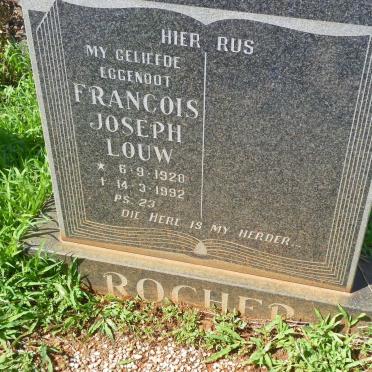 HIER RUS
MY GELIEFDE
EGGENOOT
FRANCOIS
JOSEPH
LOUW
* 6·9·1928
† 14·3·1992
PS. 23
DIE HERE IS MY HERDER...
ROCHER